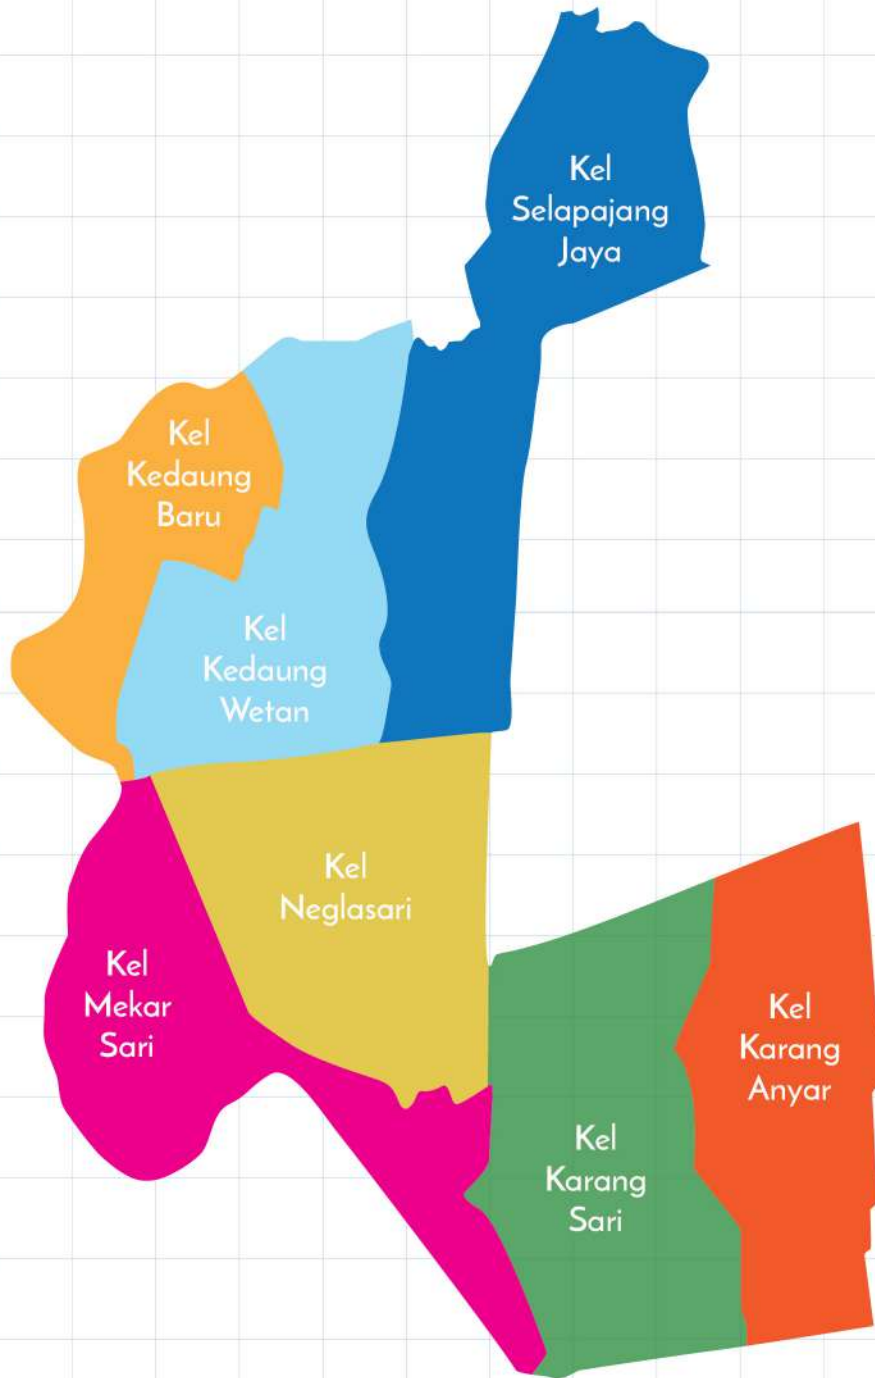 Kel
Selapajang
Jaya
Kel
Kedaung
Baru
Kel
Kedaung
Wetan
Kel
Neglasari
Kel
Mekar
Sari
Kel
Karang
Anyar
Kel
Karang
Sari